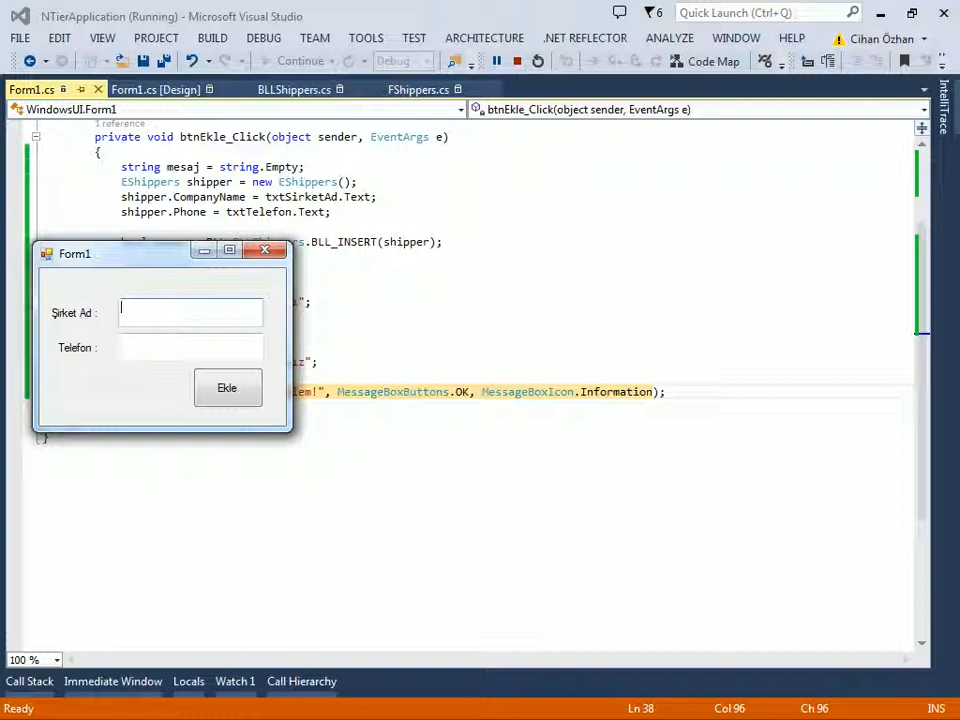 NTierApplication (Running) - Microsoft Visual Studio
6
Quick Launch (Ctrl+Q)
FILE EDIT VIEW PROJECT BUILD DEBUG TEAM TOOLS TEST ARCHITECTURE .NET REFLECTOR ANALYZE WINDOW HELP Cihan Özhan
Continue Debug Code Map
Form1.cs Form1.cs [Design] BLLShippers.cs FShippers.cs
WindowsUI.Form1 btnEkle_Click(object sender, EventArgs e)
IntelliTrace
1 reference
private void btnEkle_Click(object sender, EventArgs e)
{
string mesaj = string.Empty;
EShippers shipper = new EShippers();
shipper.CompanyName = txtSirketAd.Text;
shipper.Phone = txtTelefon.Text;
.BLL_INSERT(shipper);
Form1
";
Şirket Ad :
Telefon :
iz";
Ekle
lem!", MessageBoxButtons.OK, MessageBoxIcon.Information);
}
100 %
Call Stack Immediate Window Locals Watch 1 Call Hierarchy
Ready Ln 38 Col 96 Ch 96 INS